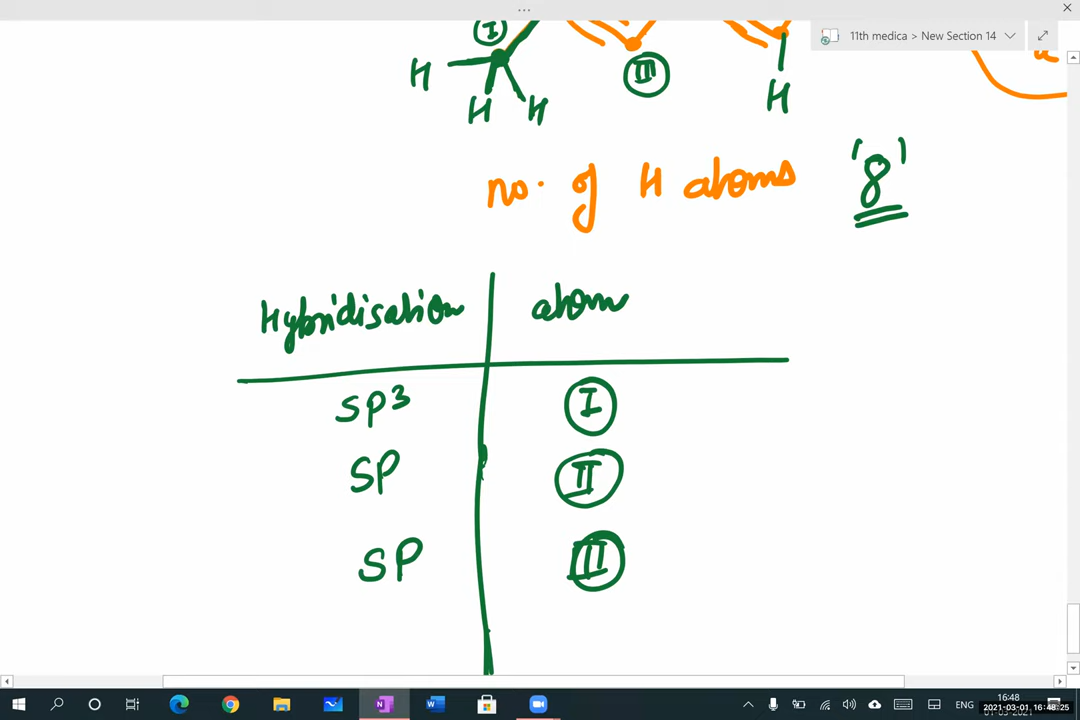 11th medica > New Section 14
I
H
III
H
H
H
no. of H atoms '8'
Hybridisation atom
SP3 I
SP II
SP III
ENG
16:48
2021-03-01 16:48:25